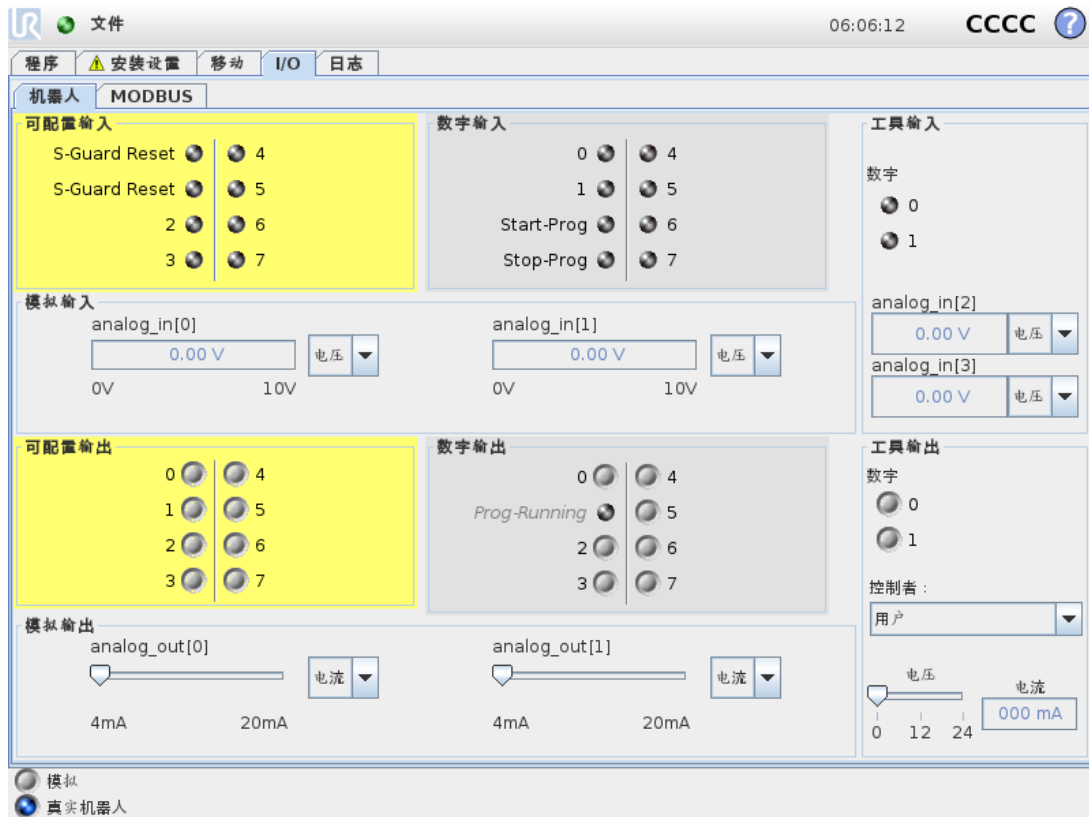 UR 文件 06:06:12 CCCC ?
程序 安装设置 移动 I/O 日志
机器人 MODBUS
可配置输入
S-Guard Reset 4
S-Guard Reset 5
2 6
3 7
数字输入
0 4
1 5
Start-Prog 6
Stop-Prog 7
工具输入
数字
0
1
analog_in[2]
0.00 V 电压
analog_in[3]
0.00 V 电压
模拟输入
analog_in[0]
0.00 V 电压
0V 10V
analog_in[1]
0.00 V 电压
0V 10V
可配置输出
0 4
1 5
2 6
3 7
数字输出
0 4
Prog-Running 5
2 6
3 7
工具输出
数字
0
1
控制者：
用户
电压
0 12 24
电流
000 mA
模拟输出
analog_out[0]
电流
4mA 20mA
analog_out[1]
电流
4mA 20mA
模拟
真实机器人